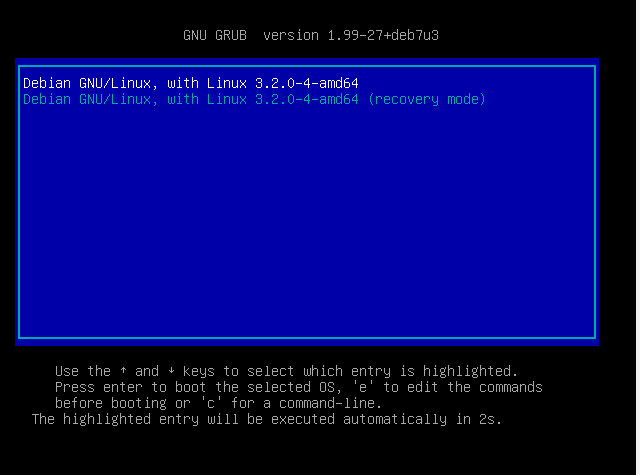 GNU GRUB  version 1.99-27+deb7u3
Debian GNU/Linux, with Linux 3.2.0-4-amd64
Debian GNU/Linux, with Linux 3.2.0-4-amd64 (recovery mode)
Use the ↑ and ↓ keys to select which entry is highlighted.
Press enter to boot the selected OS, 'e' to edit the commands
before booting or 'c' for a command-line.
The highlighted entry will be executed automatically in 2s.